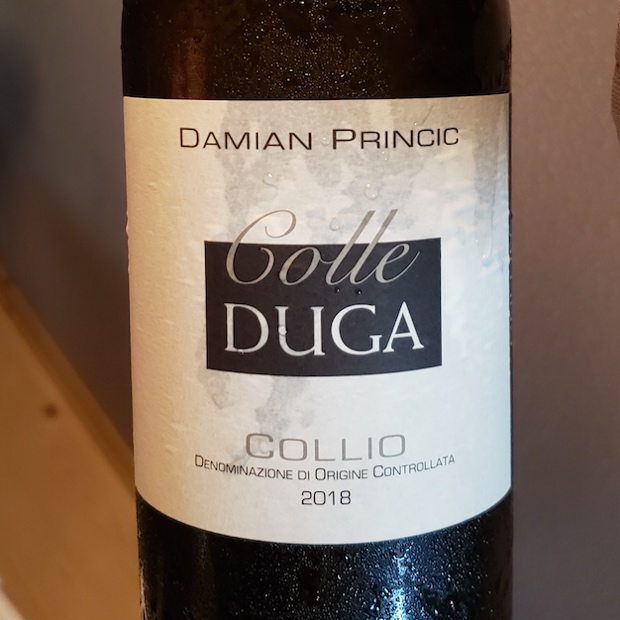 DAMIAN PRINCIC
Colle
DUGA
COLLIO
DENOMINAZIONE DI ORIGINE CONTROLLATA
2018